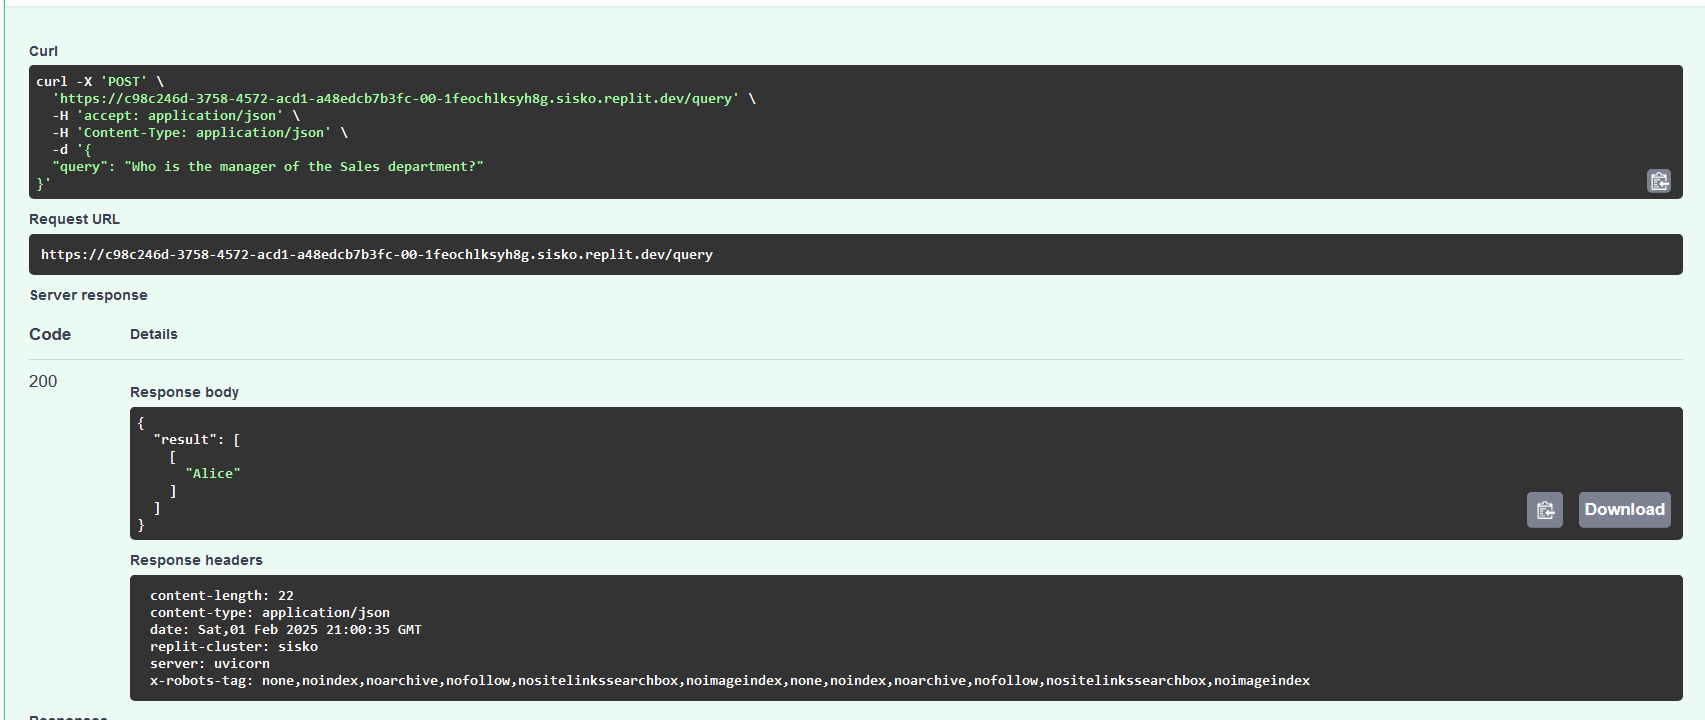 Curl
curl -X 'POST' \
  'https://c98c246d-3758-4572-acd1-a48edcb7b3fc-00-1feochlksyh8g.sisko.replit.dev/query' \
  -H 'accept: application/json' \
  -H 'Content-Type: application/json' \
  -d '{
  "query": "Who is the manager of the Sales department?"
}'
Request URL
https://c98c246d-3758-4572-acd1-a48edcb7b3fc-00-1feochlksyh8g.sisko.replit.dev/query
Server response
Code Details
200
Response body
{
  "result": [
    [
      "Alice"
    ]
  ]
}
Download
Response headers
content-length: 22
content-type: application/json
date: Sat,01 Feb 2025 21:00:35 GMT
replit-cluster: sisko
server: uvicorn
x-robots-tag: none,noindex,noarchive,nofollow,nositelinkssearchbox,noimageindex,none,noindex,noarchive,nofollow,nositelinkssearchbox,noimageindex
Responses